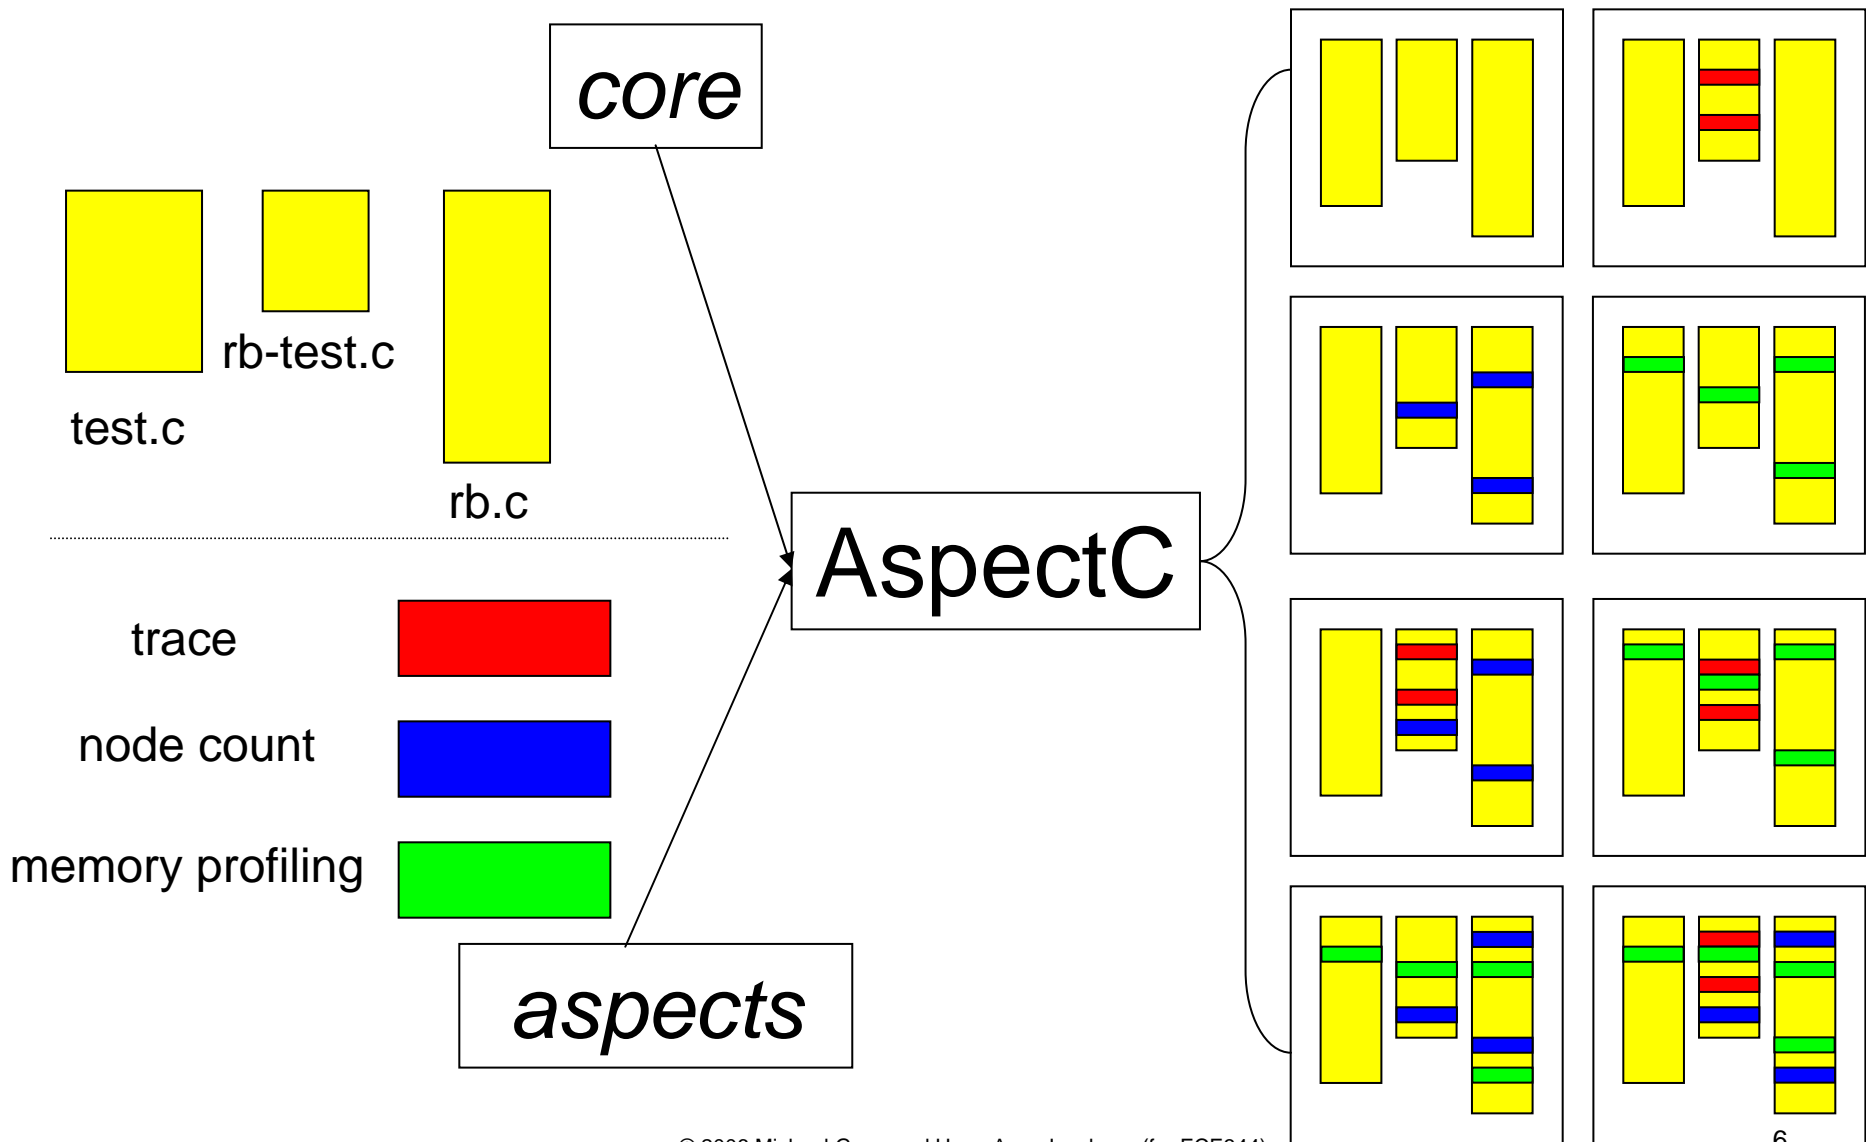 core
rb-test.c
test.c
rb.c
AspectC
trace
node count
memory profiling
aspects
6